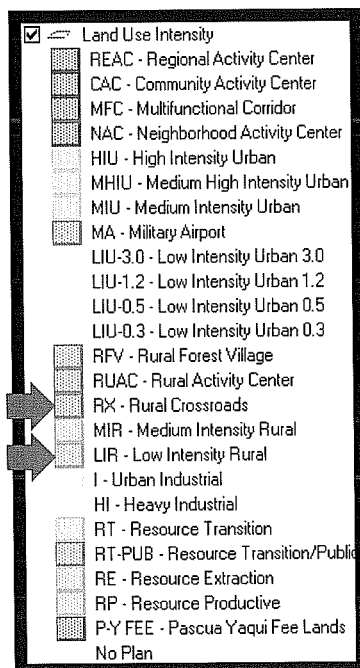 Land Use Intensity
REAC - Regional Activity Center
CAC - Community Activity Center
MFC - Multifunctional Corridor
NAC - Neighborhood Activity Center
HIU - High Intensity Urban
MHIU - Medium High Intensity Urban
MIU - Medium Intensity Urban
MA - Military Airport
LIU-3.0 - Low Intensity Urban 3.0
LIU-1.2 - Low Intensity Urban 1.2
LIU-0.5 - Low Intensity Urban 0.5
LIU-0.3 - Low Intensity Urban 0.3
RFV - Rural Forest Village
RUAC - Rural Activity Center
RX - Rural Crossroads
MIR - Medium Intensity Rural
LIR - Low Intensity Rural
I - Urban Industrial
HI - Heavy Industrial
RT - Resource Transition
RT-PUB - Resource Transition/Public
RE - Resource Extraction
RP - Resource Productive
P-Y FEE - Pascua Yaqui Fee Lands
No Plan